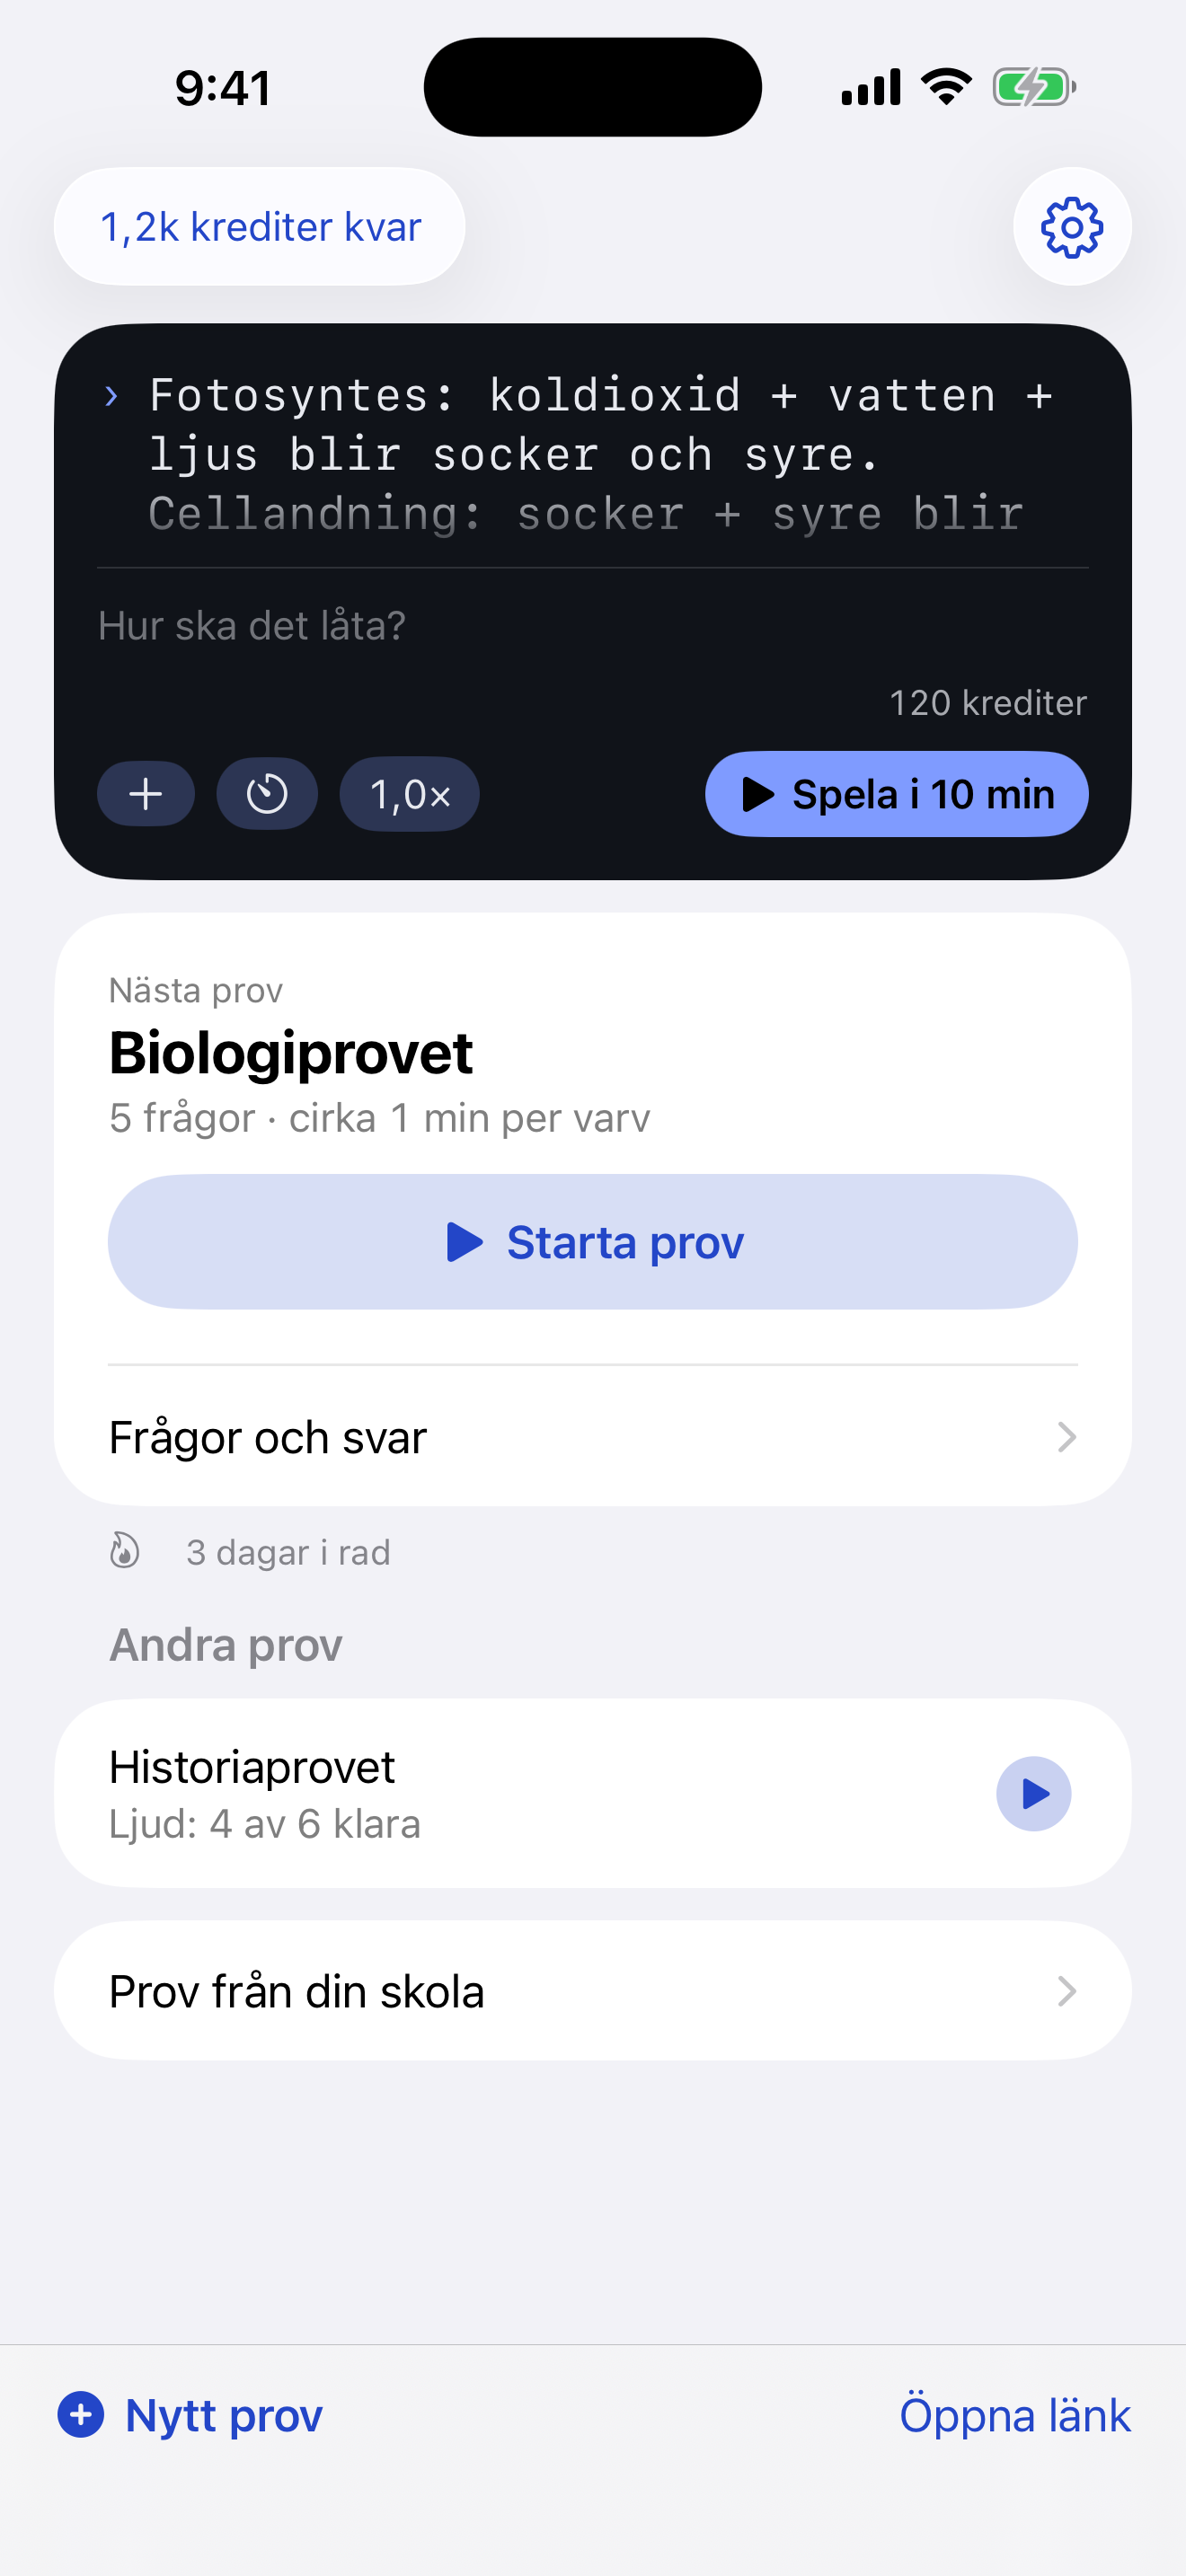 9:41
1,2k krediter kvar
› Fotosyntes: koldioxid + vatten +
ljus blir socker och syre.
Cellandning: socker + syre blir
Hur ska det låta?
120 krediter
1,0×
Spela i 10 min
Nästa prov
Biologiprovet
5 frågor · cirka 1 min per varv
Starta prov
Frågor och svar
3 dagar i rad
Andra prov
Historiaprovet
Ljud: 4 av 6 klara
Prov från din skola
Nytt prov
Öppna länk